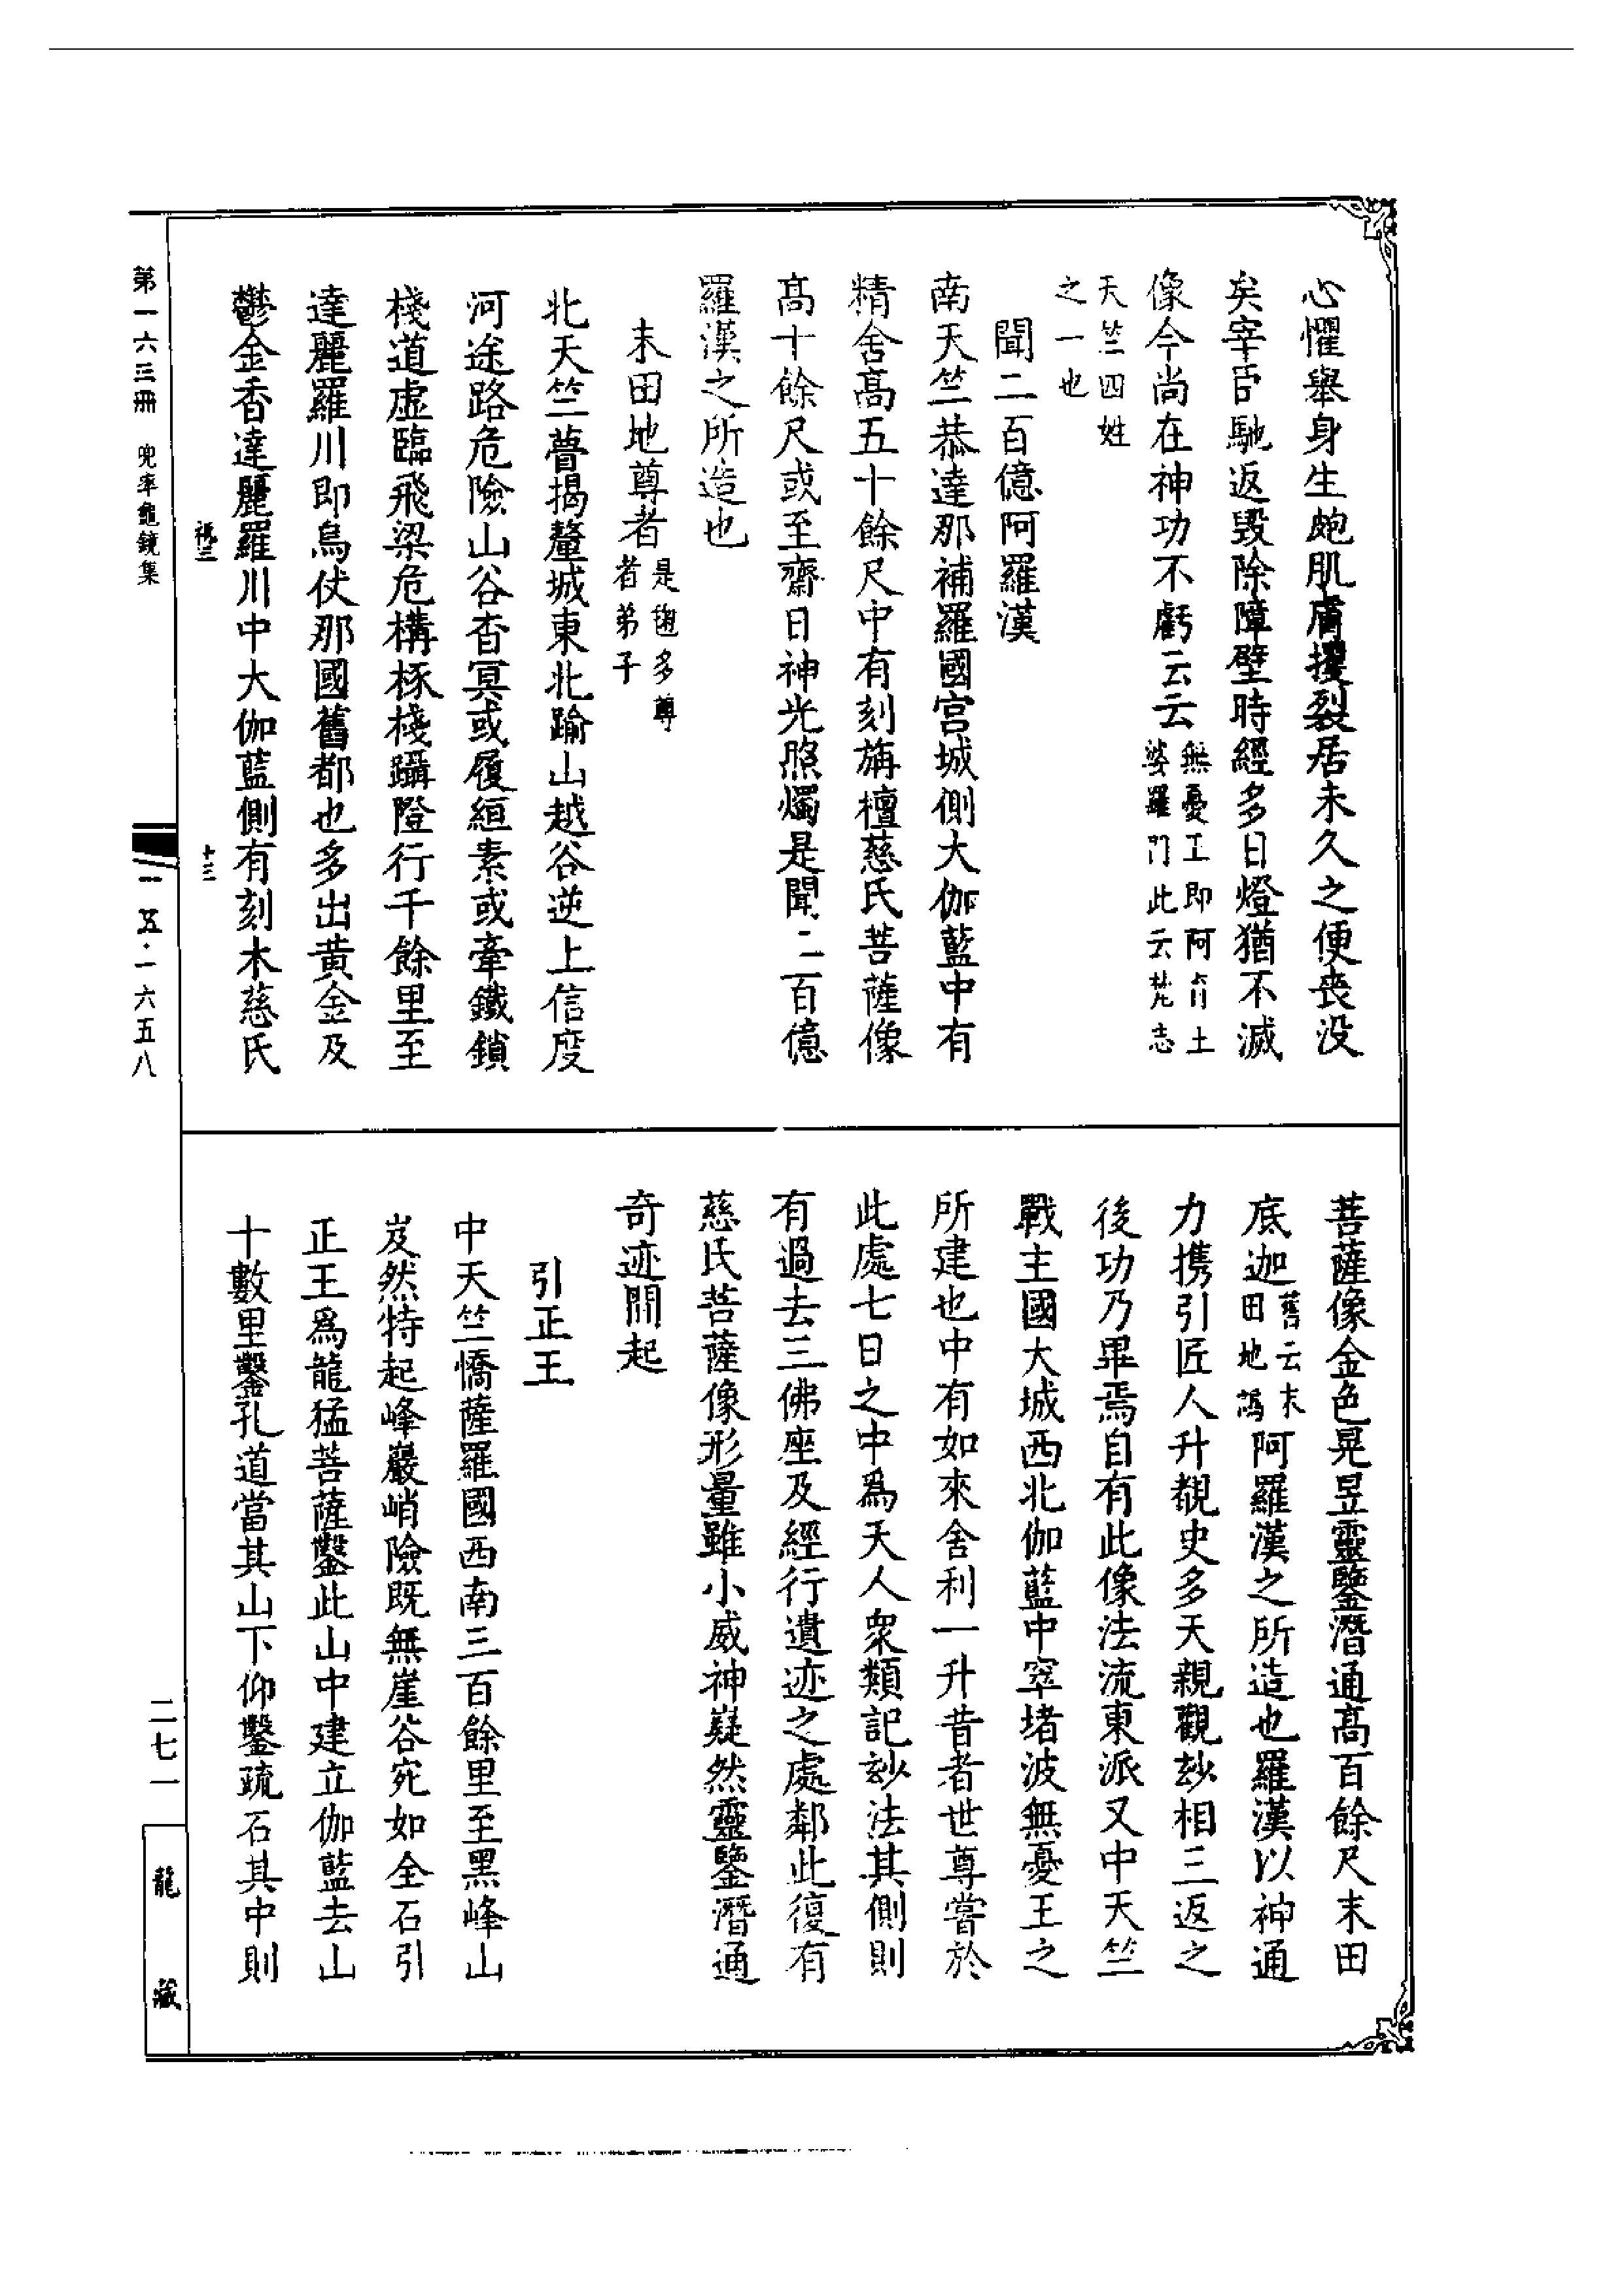 心懼舉身生皰肌膚攫裂居未久之便喪没
矣宰臣馳返毀除障壁時經多日燈猶不滅
像今尚在神功不虧云云無憂王即阿育王婆羅門此云梵志
天竺四姓之一也
聞二百億阿羅漢
南天竺恭達那補羅國宫城側大伽藍中有
精舍髙五十餘尺中有刻旃檀慈氏菩薩像
髙十餘尺或至齋日神光照燭是聞二百億
羅漢之所造也
末田地尊者是毱多尊者弟子
北天竺瞢揭釐城東北踰山越谷逆上信度
河途路危險山谷杳冥或履絙索或牽鐵鎖
棧道虚臨飛梁危構椓棧躡隥行千餘里至
達麗羅川即烏仗那國舊都也多出黄金及
鬱金香達麗羅川中大伽藍側有刻木慈氏
菩薩像金色晃昱靈鑒潛通髙百餘尺末田
底迦舊云末田地訛阿羅漢之所造也羅漢以神通
力携引匠人升覩史多天親觀玅相三返之
後功乃畢焉自有此像法流東派又中天竺
戰主國大城西北伽藍中窣堵波無憂王之
所建也中有如來舍利一升昔者世尊嘗於
此處七日之中爲天人衆類記玅法其側則
有過去三佛座及經行遺迹之處鄰此復有
慈氏菩薩像形量雖小威神嶷然靈鑒潛通
奇迹間起
引正王
中天竺憍薩羅國西南三百餘里至黑峰山
岌然特起峰巖峭險既無崖谷宛如全石引
正王爲龍猛菩薩鑿此山中建立伽藍去山
十數里鑿孔道當其山下仰鑿疏石其中則
十三
第一六三冊 兜率龜鏡集
一五·一六五八
二七一
龍藏